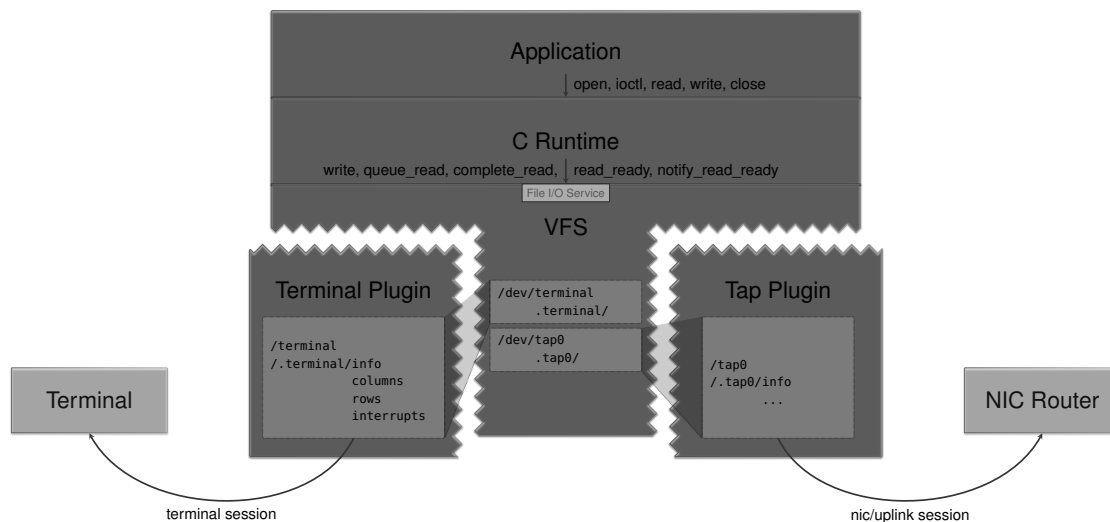 Application
open, ioctl, read, write, close
C Runtime
write, queue_read, complete_read, read_ready, notify_read_ready
File I/O Service
VFS
Terminal Plugin
/terminal
/.terminal/info
columns
rows
interrupts
/dev/terminal
.terminal/
/dev/tap0
.tap0/
Tap Plugin
/tap0
/.tap0/info
...
Terminal
NIC Router
terminal session
nic/uplink session